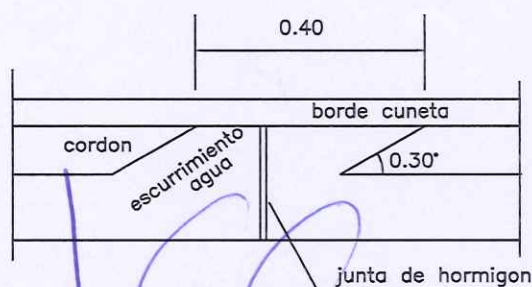 0.40
borde cuneta
cordon
escurrimiento
agua
0.30°
junta de hormigon